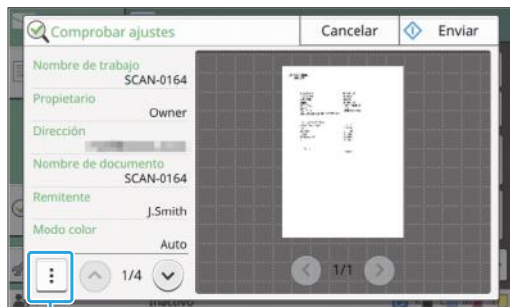 Comprobar ajustes
Cancelar
Enviar
Nombre de trabajo
SCAN-0164
Propietario
Owner
Dirección
Nombre de documento
SCAN-0164
Remitente
J.Smith
Modo color
Auto
1/4
1/1